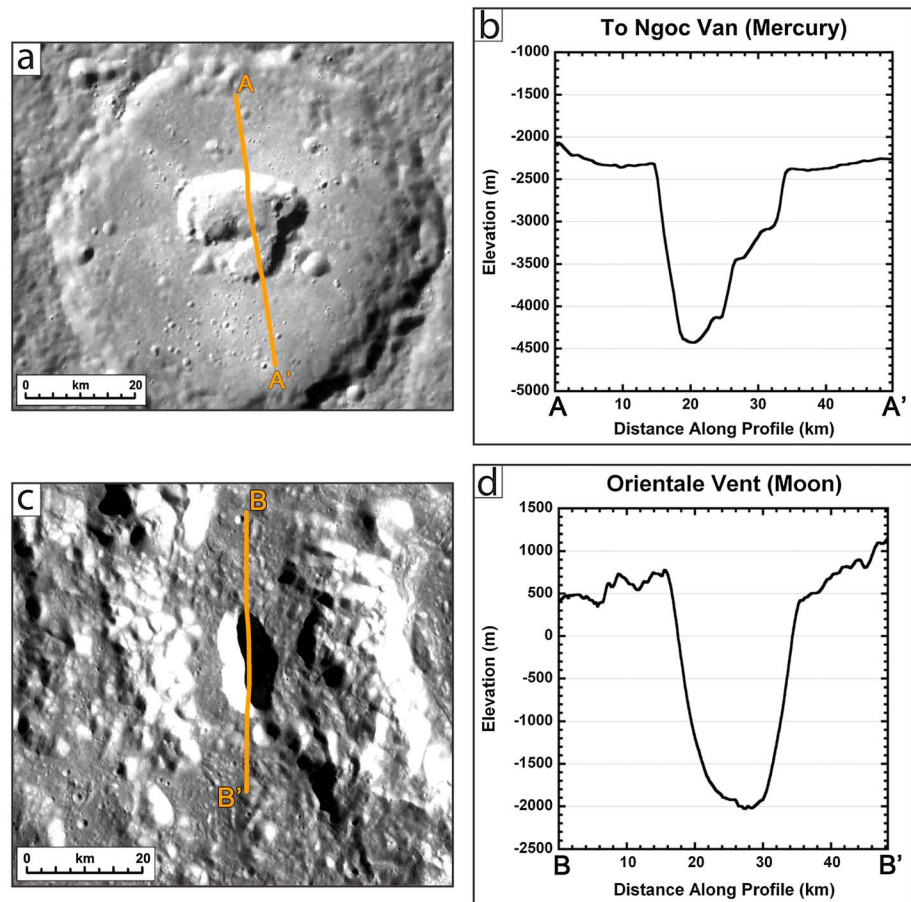 a
A
A'
0 km 20
b
To Ngoc Van (Mercury)
-1000
-1500
-2000
-2500
-3000
-3500
-4000
-4500
-5000
Elevation (m)
A 10 20 30 40 A'
Distance Along Profile (km)
c
B
B'
0 km 20
d
Orientale Vent (Moon)
1500
1000
500
0
-500
-1000
-1500
-2000
-2500
Elevation (m)
B 10 20 30 40 B'
Distance Along Profile (km)